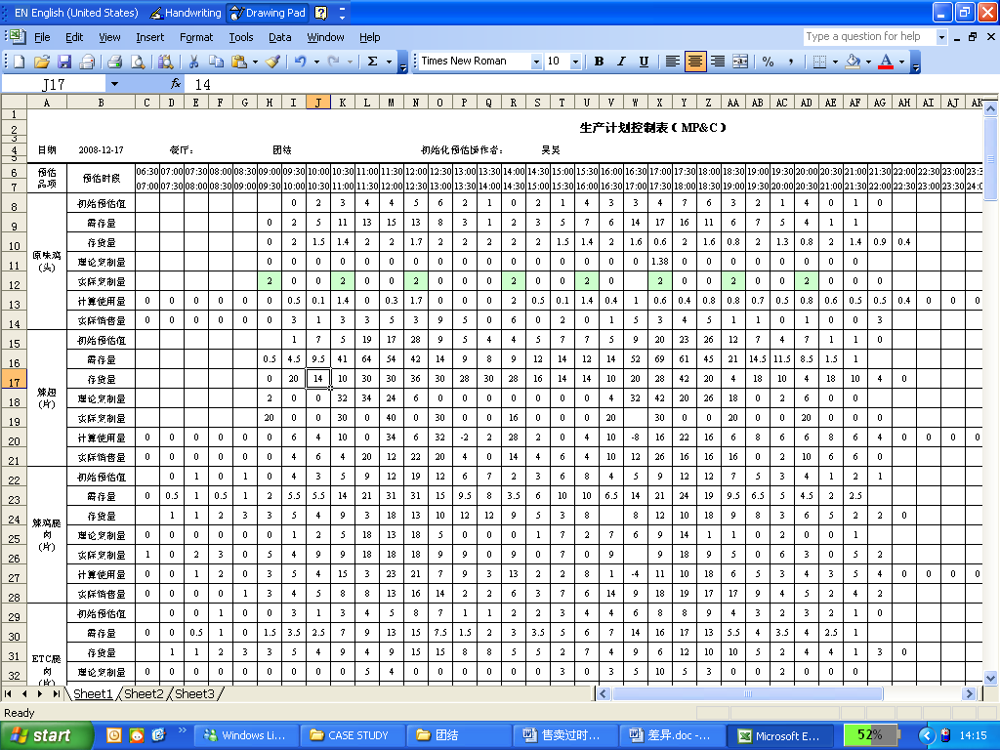 EN English (United States) Handwriting Drawing Pad
File Edit View Insert Format Tools Data Window Help Type a question for help
Times New Roman 10 B I U
J17 fx 14
A B C D E F G H I J K L M N O P Q R S T U V W X Y Z AA AB AC AD AE AF AG AH AI AJ AK
1
2 生产计划控制表(MP&C)
3
4 日期 2008-12-17 餐厅: 团结 初始化预估操作者: 吴昊
5
6 预估品项 预估时段 06:30 07:00 07:30 08:00 08:30 09:00 09:30 10:00 10:30 11:00 11:30 12:00 12:30 13:00 13:30 14:00 14:30 15:00 15:30 16:00 16:30 17:00 17:30 18:00 18:30 19:00 19:30 20:00 20:30 21:00 21:30 22:00 22:30 23:00 23:3
7 07:00 07:30 08:00 08:30 09:00 09:30 10:00 10:30 11:00 11:30 12:00 12:30 13:00 13:30 14:00 14:30 15:00 15:30 16:00 16:30 17:00 17:30 18:00 18:30 19:00 19:30 20:00 20:30 21:00 21:30 22:00 22:30 23:00 23:30 24:0
8 初始预估值 0 2 3 4 4 5 6 2 1 0 2 1 4 3 3 4 7 6 3 2 1 4 0 1 0
9 需存量 0 2 5 11 13 15 13 8 3 1 2 3 5 7 6 14 17 16 11 6 7 5 4 1 1
10 存货量 0 2 1.5 1.4 2 2 1.7 2 2 2 2 2 1.5 1.4 2 1.6 0.6 2 1.6 0.8 2 1.3 0.8 2 1.4 0.9 0.4
11 原味鸡(头) 理论烹制量 0 0 0 0 0 0 0 0 0 0 0 0 0 0 0 0 1.38 0 0 0 0 0 0 0 0
12 实际烹制量 2 0 0 2 0 0 2 0 0 0 2 0 0 2 0 2 0 0 2 0 0 2 0 0
13 计算使用量 0 0 0 0 0 0 0.5 0.1 1.4 0 0.3 1.7 0 0 0 2 0.5 0.1 1.4 0.4 1 0.6 0.4 0.8 0.8 0.7 0.5 0.8 0.6 0.5 0.5 0.4 0 0 0
14 实际销售量 0 0 0 0 0 0 3 1 3 3 5 3 9 5 0 6 0 2 0 1 5 3 4 5 1 1 0 1 0 0 3
15 初始预估值 1 7 5 19 17 28 9 5 4 4 5 7 7 5 9 20 23 26 12 7 4 7 1 1 0
16 需存量 0.5 4.5 9.5 41 64 54 42 14 9 8 9 12 14 12 14 52 69 61 45 21 14.5 11.5 8.5 1.5 1
17 辣翅(片) 存货量 0 20 14 10 30 30 36 30 28 30 28 16 14 14 10 20 28 42 20 4 18 10 4 18 10 4 0
18 理论烹制量 2 0 0 32 34 24 6 0 0 0 0 0 0 0 4 32 42 20 26 18 0 2 6 0 0
19 实际烹制量 20 0 0 30 0 40 0 30 0 0 16 0 0 0 20 30 0 0 20 0 0 20 0 0 0
20 计算使用量 0 0 0 0 0 0 6 4 10 0 34 6 32 -2 2 28 2 0 4 10 -8 16 22 16 6 8 6 6 8 6 4 0 0 0 0
21 实际销售量 0 0 0 0 0 0 4 6 4 20 12 22 20 4 0 14 4 6 4 10 12 26 16 16 16 0 2 10 6 6 0
22 初始预估值 0 1 0 1 0 4 3 5 9 12 19 12 6 7 2 3 6 8 4 5 9 12 12 7 5 3 4 1 2 1
23 需存量 0 0.5 1 0.5 1 2 5.5 5.5 14 21 31 31 15 9.5 8 3.5 6 10 10 6.5 14 21 24 19 9.5 6.5 5 4.5 2 2.5
24 辣鸡腿肉(片) 存货量 1 1 2 3 3 5 4 9 3 18 13 10 12 12 9 5 3 8 8 12 10 18 9 8 3 6 5 2 2 0
25 理论烹制量 0 0 0 0 0 0 1 2 5 18 13 18 5 0 0 0 1 7 2 7 6 9 14 1 1 0 2 0 0 1
26 实际烹制量 1 0 2 3 0 5 4 9 9 18 18 18 9 9 0 9 0 7 0 9 9 18 9 5 0 6 3 0 5 2
27 计算使用量 0 0 1 2 0 3 5 4 15 3 23 21 7 9 3 13 2 2 8 1 -4 11 10 18 6 5 3 4 3 5 4 0 0 0 0
28 实际销售量 0 0 0 0 1 3 4 5 8 8 13 16 14 2 2 6 3 7 6 14 9 18 19 17 17 9 4 5 2 4 2
29 初始预估值 0 0 1 0 0 3 1 3 4 5 8 7 1 1 2 2 3 4 4 6 8 8 9 4 3 2 3 2 1 0
30 需存量 0 0 0.5 1 0 1.5 3.5 2.5 7 9 13 15 7.5 1.5 2 3 3.5 5 6 7 14 16 17 13 5.5 4 3.5 4 2.5 1
31 ETC腿肉(片) 存货量 1 1 2 3 3 5 4 9 4 9 15 15 8 8 5 5 2 7 4 9 6 12 10 10 5 2 4 4 1 3 0
32 理论烹制量 0 0 0 0 0 0 0 0 0 5 4 0 0 0 0 0 0 3 0 3 5 10 5 3 0 0 2 0 0 0
Sheet1 Sheet2 Sheet3
Ready
start Windows Li... CASE STUDY 团结 售卖过时... 差异.doc -... Microsoft E... 52% 14:15